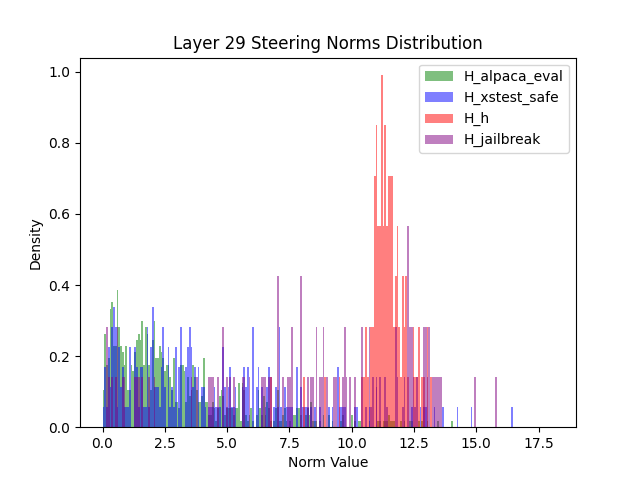 Layer 29 Steering Norms Distribution
H_alpaca_eval
H_xstest_safe
H_h
H_jailbreak
1.0
0.8
0.6
0.4
0.2
0.0
Density
0.0 2.5 5.0 7.5 10.0 12.5 15.0 17.5
Norm Value